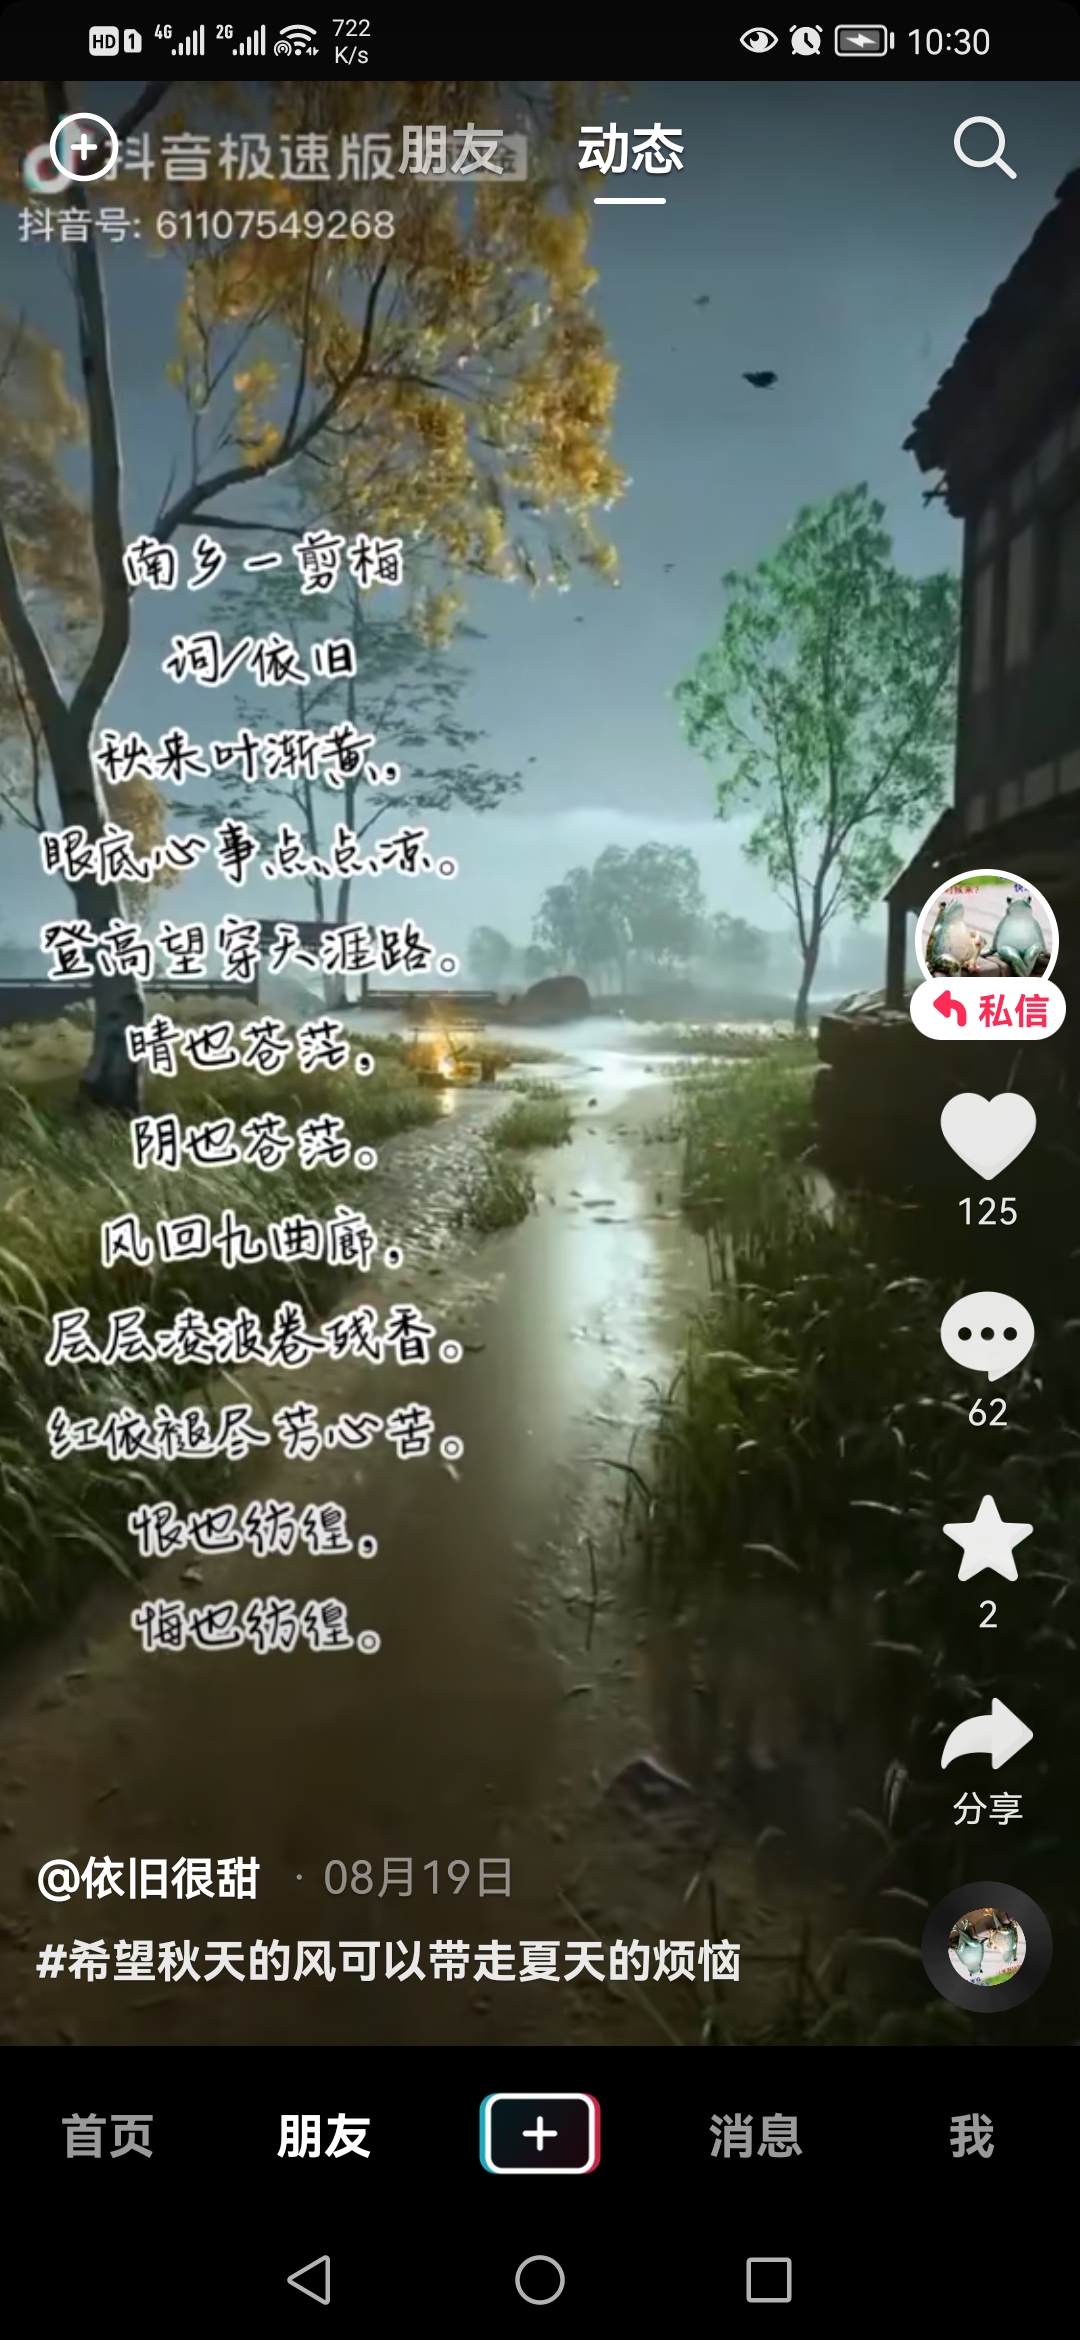 HD 1 4G 2G 722 K/s 10:30
抖音极速版 朋友 动态
抖音号: 61107549268
南乡一剪梅
词/依旧
秋来叶渐黄,
眼底心事点点凉。
登高望穿天涯路。
晴也苍茫,
阴也苍茫。
风回九曲廊,
层层凌波卷残香。
红依褪尽芳心苦。
恨也彷徨,
悔也彷徨。
私信
125
62
2
分享
@依旧很甜 · 08月19日
#希望秋天的风可以带走夏天的烦恼
首页 朋友 消息 我